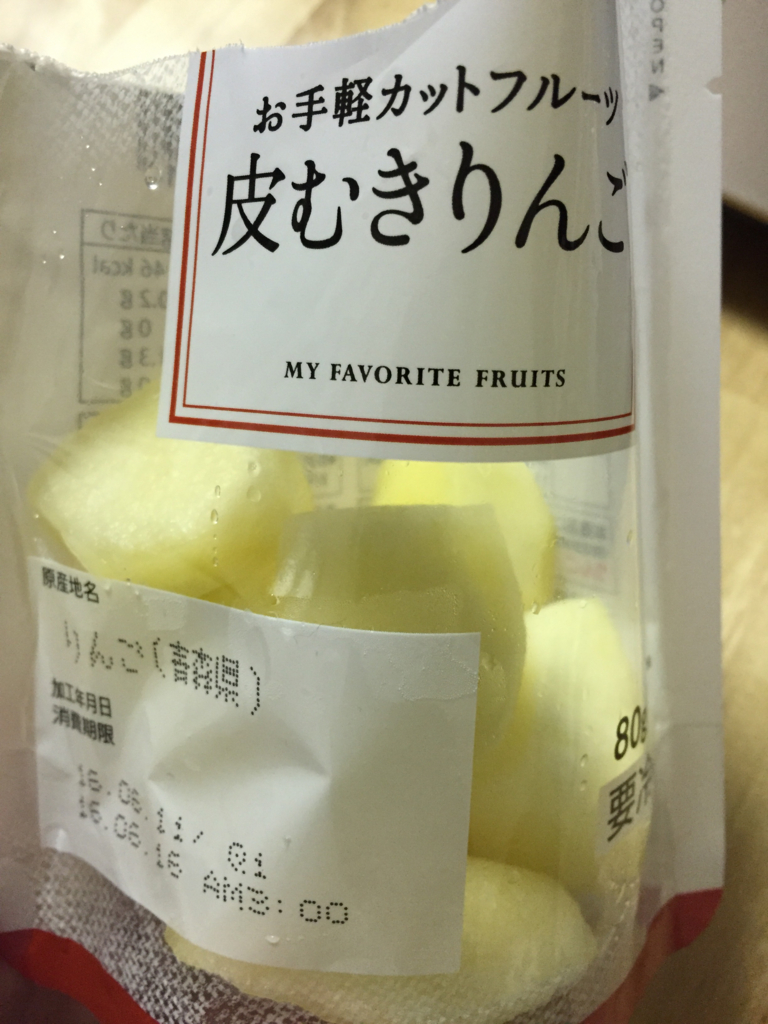 OPEN
お手軽カットフルーツ
皮むきりんご
MY FAVORITE FRUITS
原産地名
りんご(青森県)
加工年月日
消費期限
16.06.11/ 01
16.06.16 AM3:00
80g
要冷